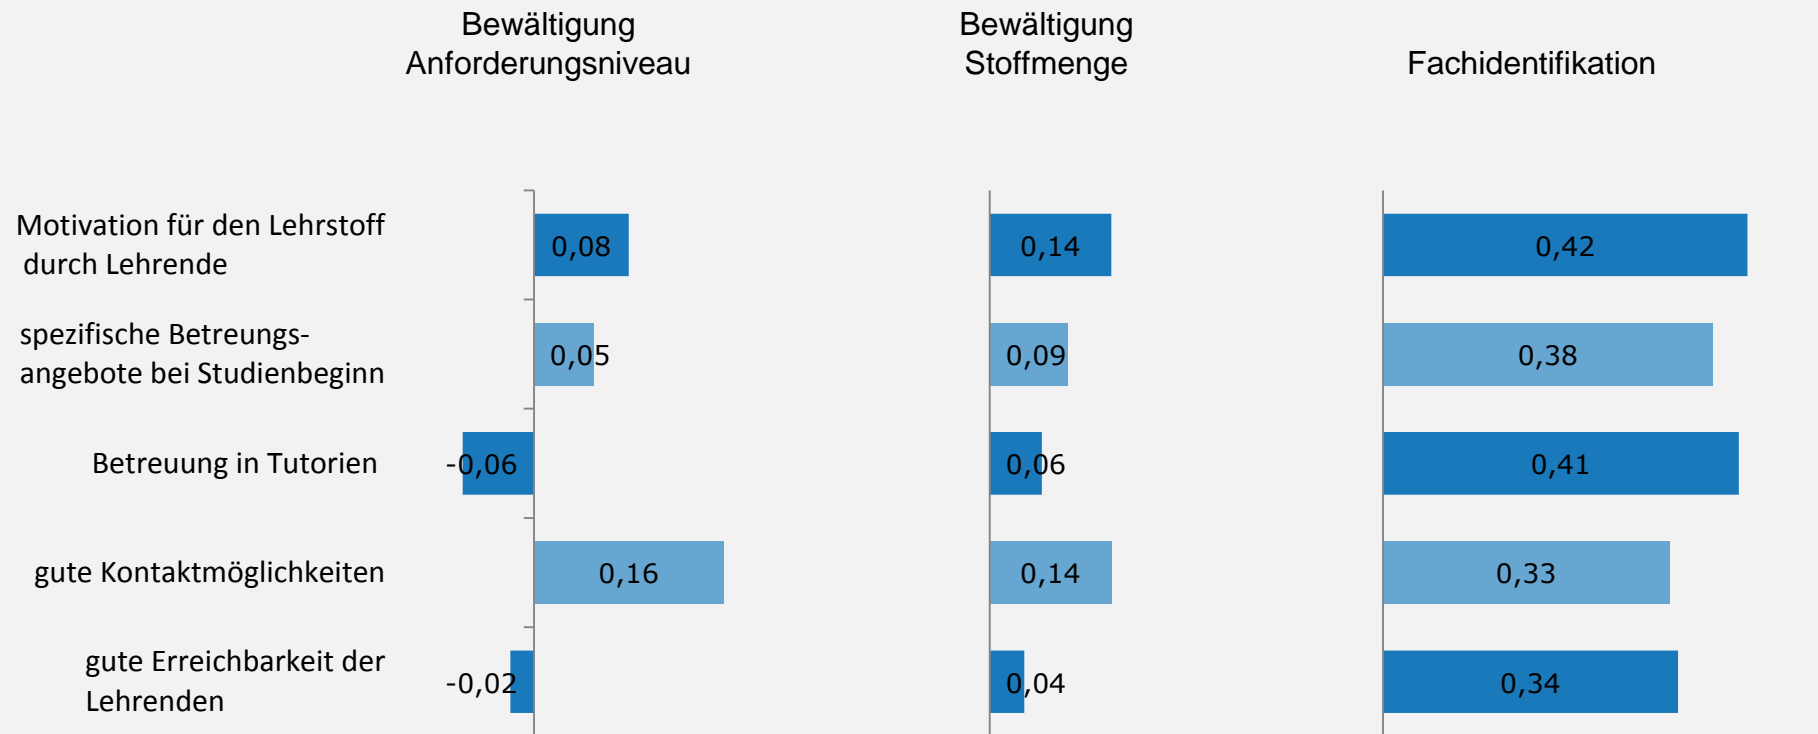 Bewältigung
Anforderungsniveau
Bewältigung
Stoffmenge
Fachidentifikation
Motivation für den Lehrstoff
durch Lehrende
0,08
0,14
0,42
spezifische Betreungs-
angebote bei Studienbeginn
0,05
0,09
0,38
Betreuung in Tutorien
-0,06
0,06
0,41
gute Kontaktmöglichkeiten
0,16
0,14
0,33
gute Erreichbarkeit der
Lehrenden
-0,02
0,04
0,34